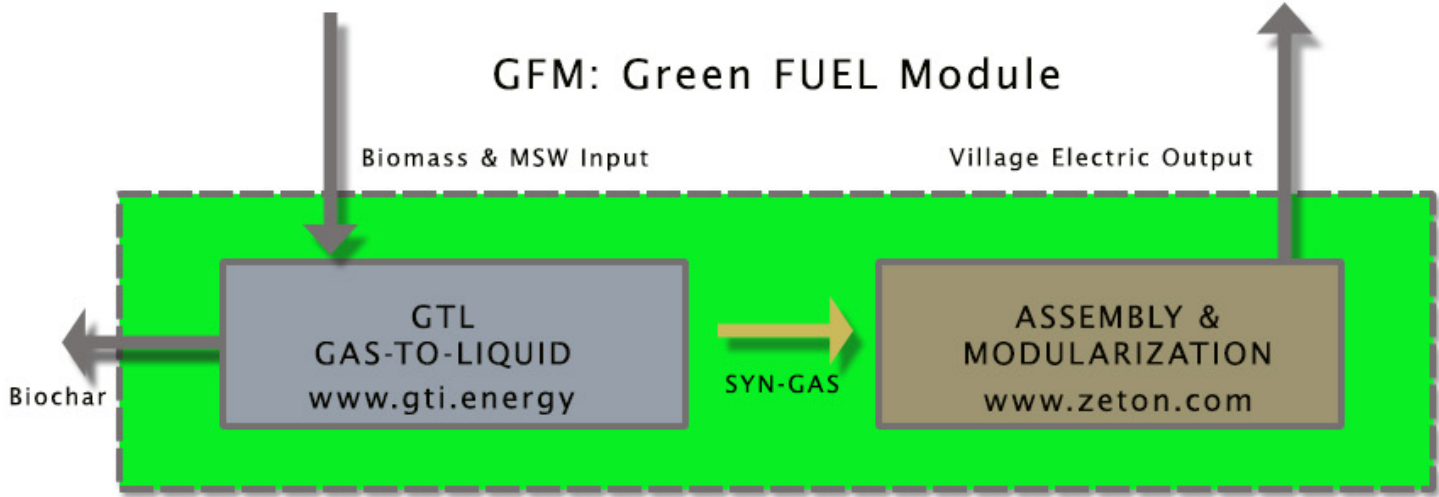 GFM: Green FUEL Module
Biomass & MSW Input
Village Electric Output
GTL
GAS-TO-LIQUID
www.gti.energy
Biochar
SYN-GAS
ASSEMBLY &
MODULARIZATION
www.zeton.com